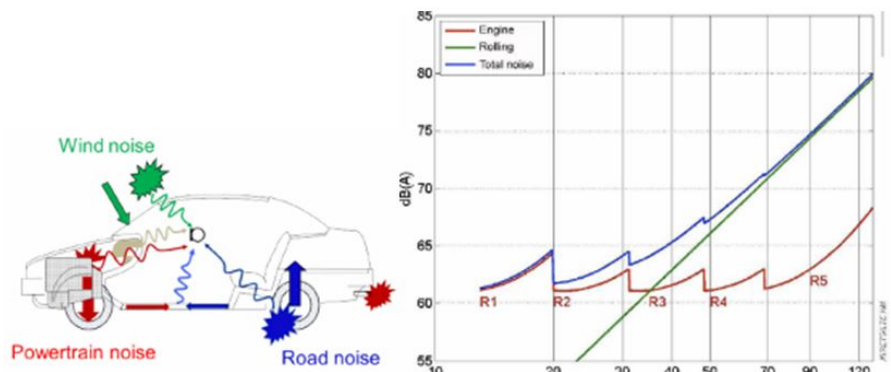 Wind noise
Powertrain noise
Road noise
85
80
75
70
65
60
55
dB(A)
Engine
Rolling
Total noise
R1
R2
R3
R4
R5
10
20
30
40
50
70
90
120